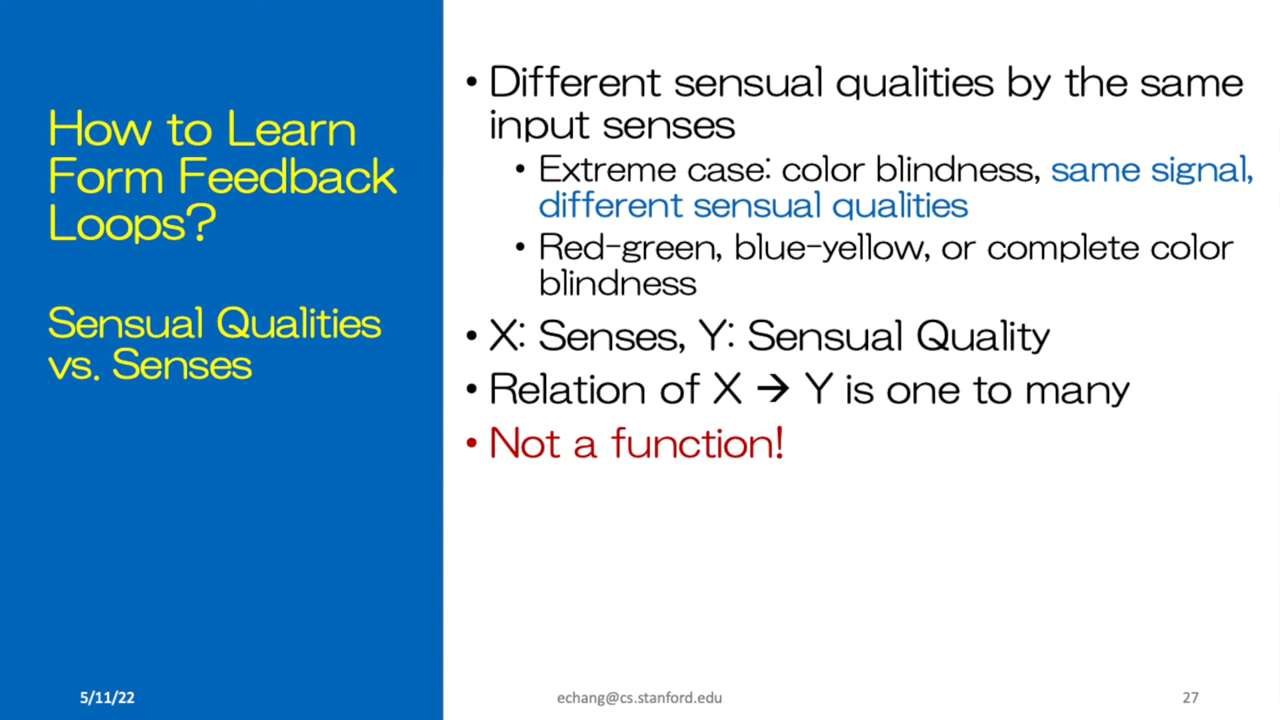 How to Learn
Form Feedback
Loops?
Sensual Qualities
vs. Senses
• Different sensual qualities by the same
input senses
• Extreme case: color blindness, same signal,
different sensual qualities
• Red-green, blue-yellow, or complete color
blindness
• X: Senses, Y: Sensual Quality
• Relation of X → Y is one to many
• Not a function!
5/11/22
echang@cs.stanford.edu
27